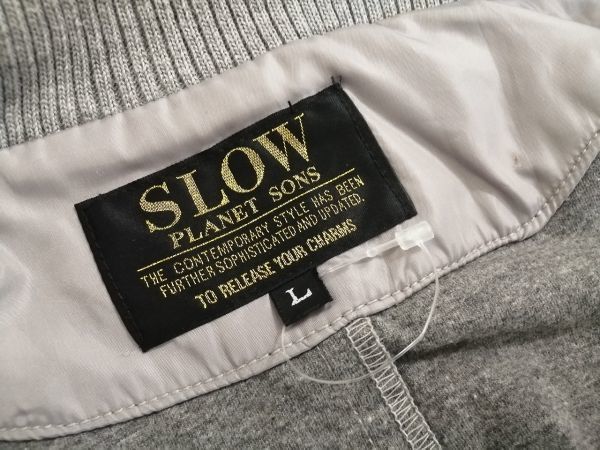 SLOW
PLANET SONS
THE CONTEMPORARY STYLE HAS BEEN
FURTHER SOPHISTICATED AND UPDATED.
TO RELEASE YOUR CHARMS
L